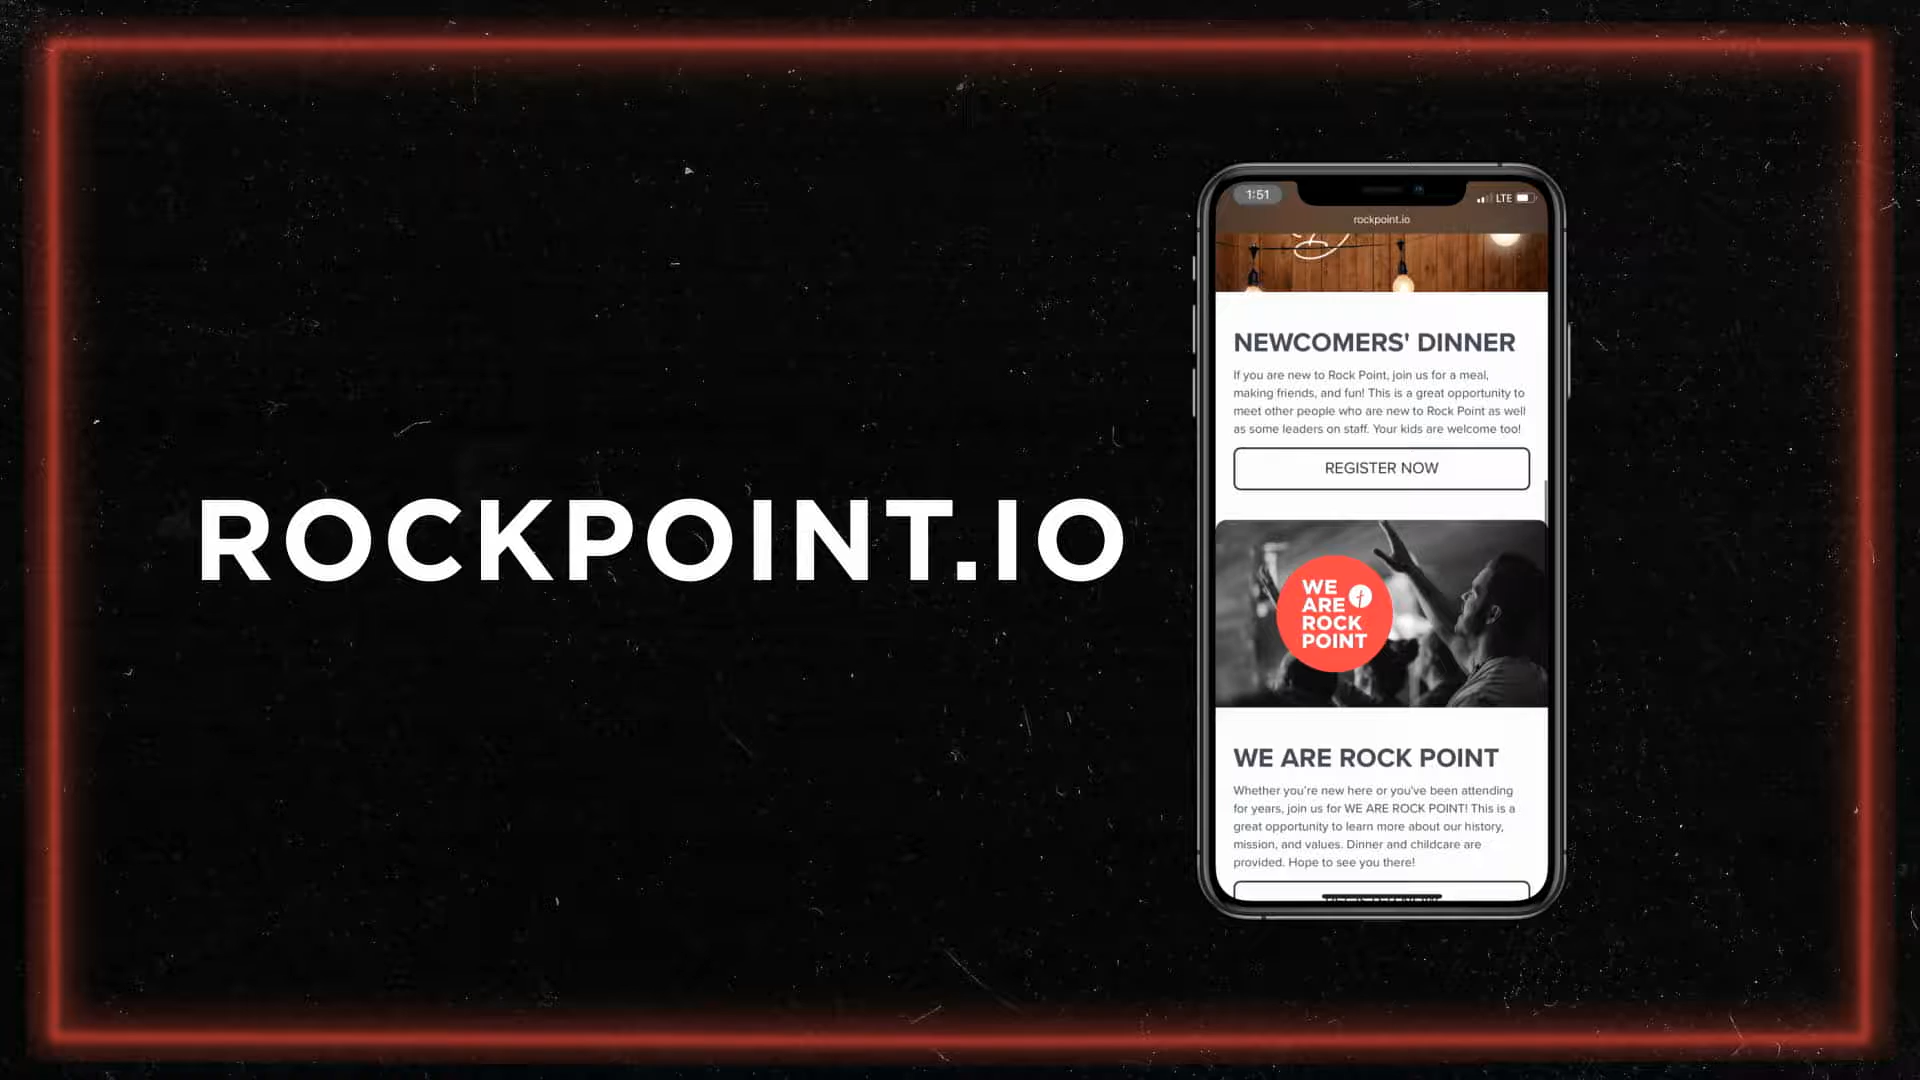 ROCKPOINT.IO
1:51
LTE
rockpoint.io
NEWCOMERS' DINNER
If you are new to Rock Point, join us for a meal,
making friends, and fun! This is a great opportunity to
meet other people who are new to Rock Point as well
as some leaders on staff. Your kids are welcome too!
REGISTER NOW
WE
ARE
ROCK
POINT
WE ARE ROCK POINT
Whether you're new here or you've been attending
for years, join us for WE ARE ROCK POINT! This is a
great opportunity to learn more about our history,
mission, and values. Dinner and childcare are
provided. Hope to see you there!